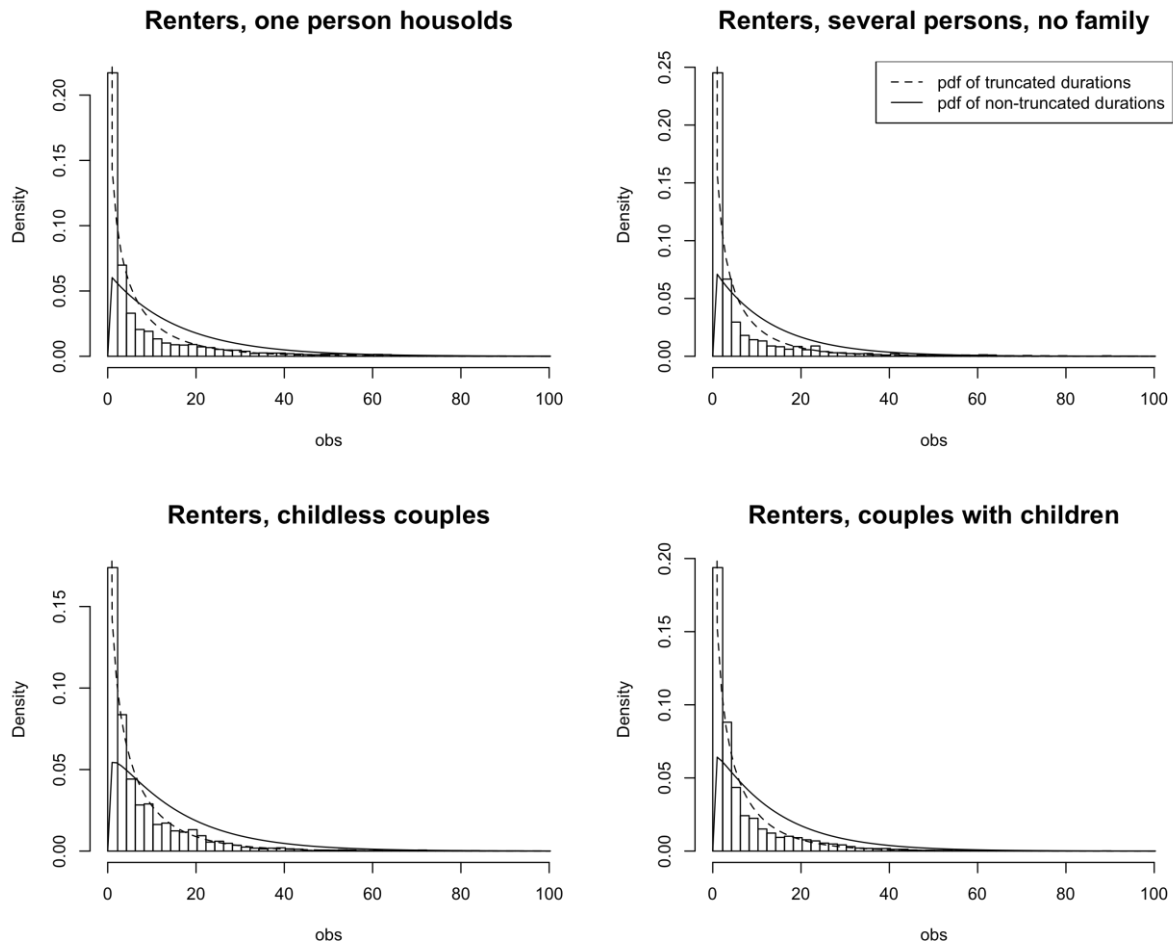 Renters, one person housolds
Density
0.00 0.05 0.10 0.15 0.20
0 20 40 60 80 100
obs
Renters, several persons, no family
pdf of truncated durations
pdf of non-truncated durations
Density
0.00 0.05 0.10 0.15 0.20 0.25
0 20 40 60 80 100
obs
Renters, childless couples
Density
0.00 0.05 0.10 0.15
0 20 40 60 80 100
obs
Renters, couples with children
Density
0.00 0.05 0.10 0.15 0.20
0 20 40 60 80 100
obs